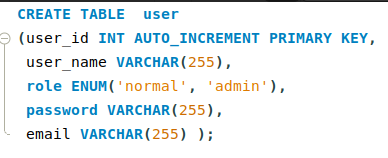 CREATE TABLE  user
(user_id INT AUTO_INCREMENT PRIMARY KEY,
user_name VARCHAR(255),
role ENUM('normal', 'admin'),
password VARCHAR(255),
email VARCHAR(255) );